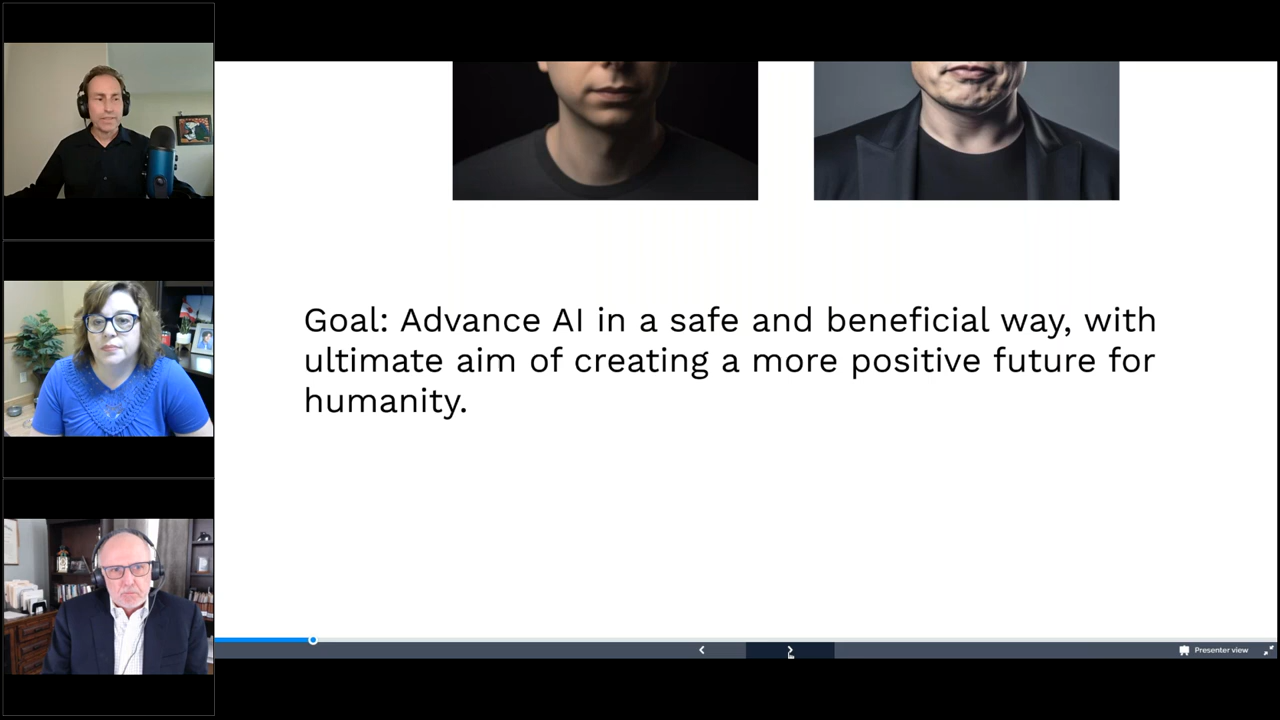 Goal: Advance AI in a safe and beneficial way, with
ultimate aim of creating a more positive future for
humanity.
Presenter view